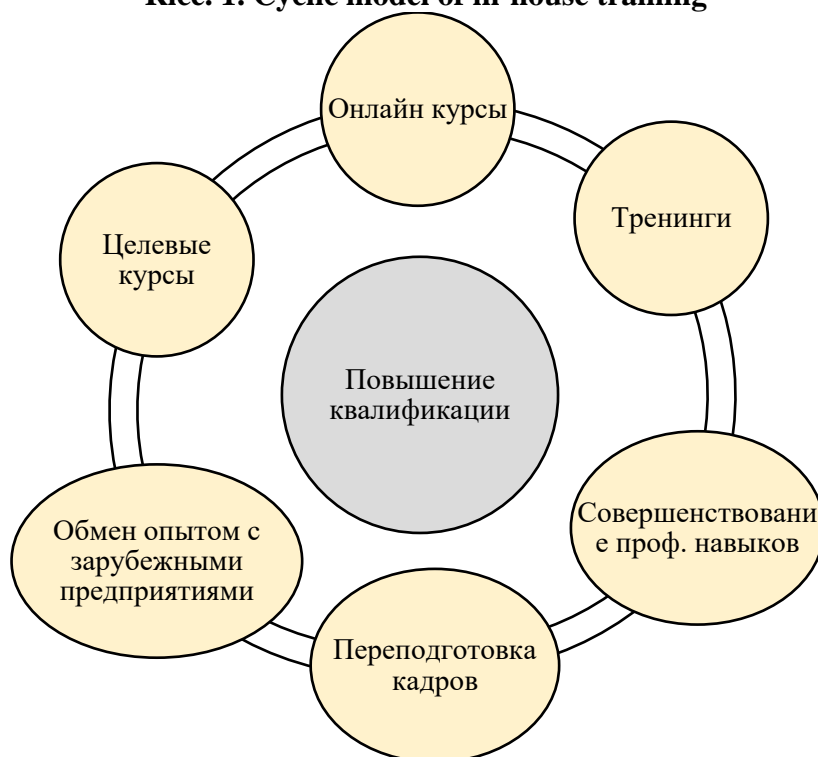 Rice. 1. Cyclic model of in-house training
Онлайн курсы
Тренинги
Совершенствовани
е проф. навыков
Переподготовка
кадров
Обмен опытом с
зарубежными
предприятиями
Целевые
курсы
Повышение
квалификации